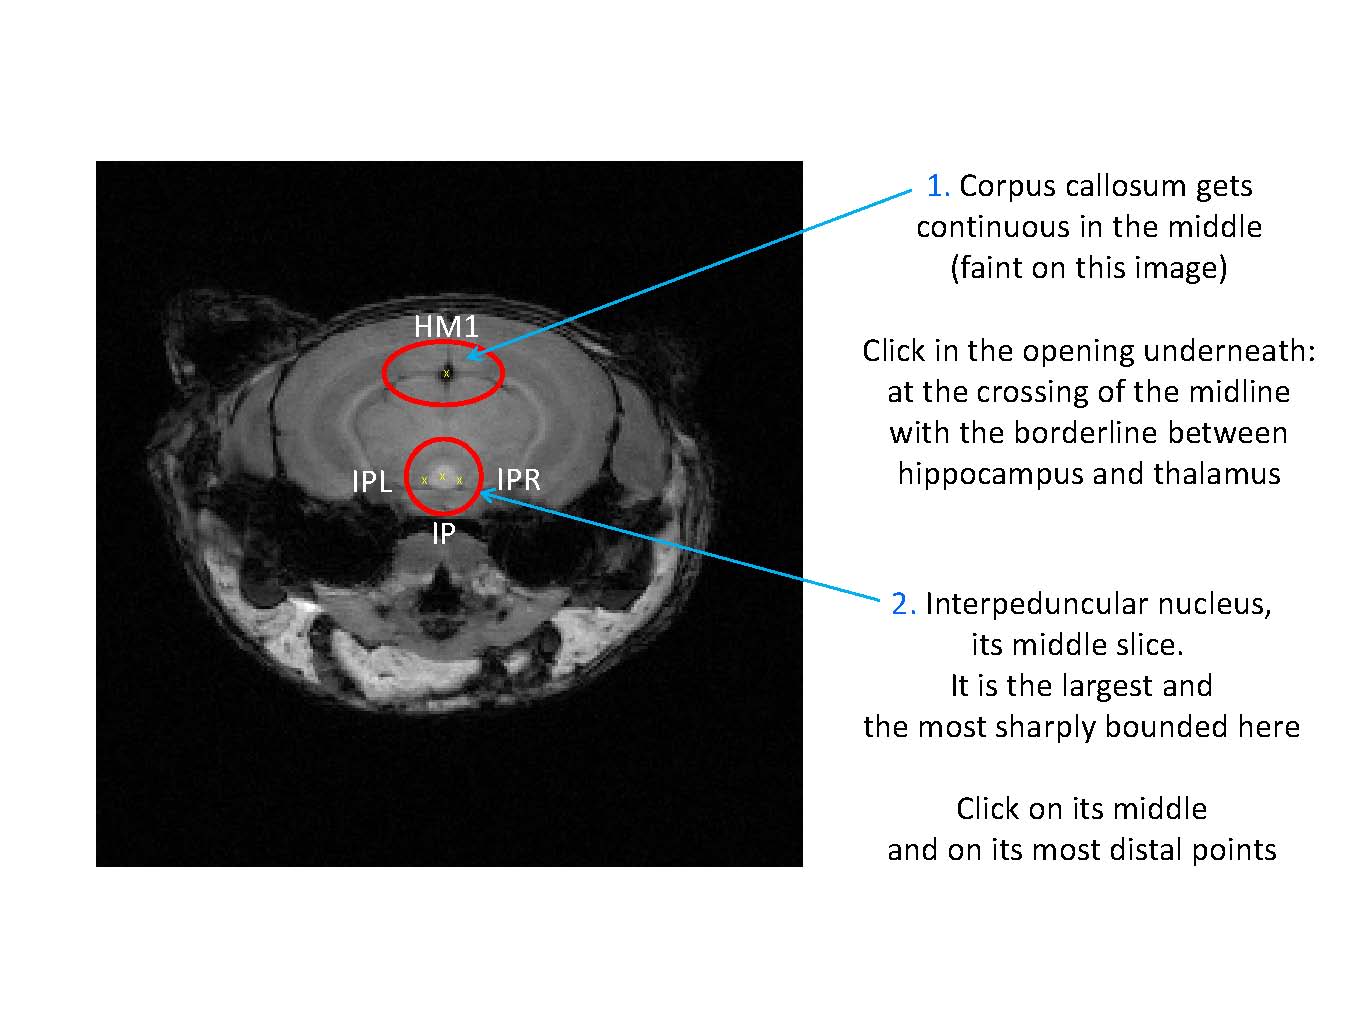 1. Corpus callosum gets
continuous in the middle
(faint on this image)
Click in the opening underneath:
at the crossing of the midline
with the borderline between
hippocampus and thalamus
HM1
x
IPL
x x x
IPR
IP
2. Interpeduncular nucleus,
its middle slice.
It is the largest and
the most sharply bounded here
Click on its middle
and on its most distal points